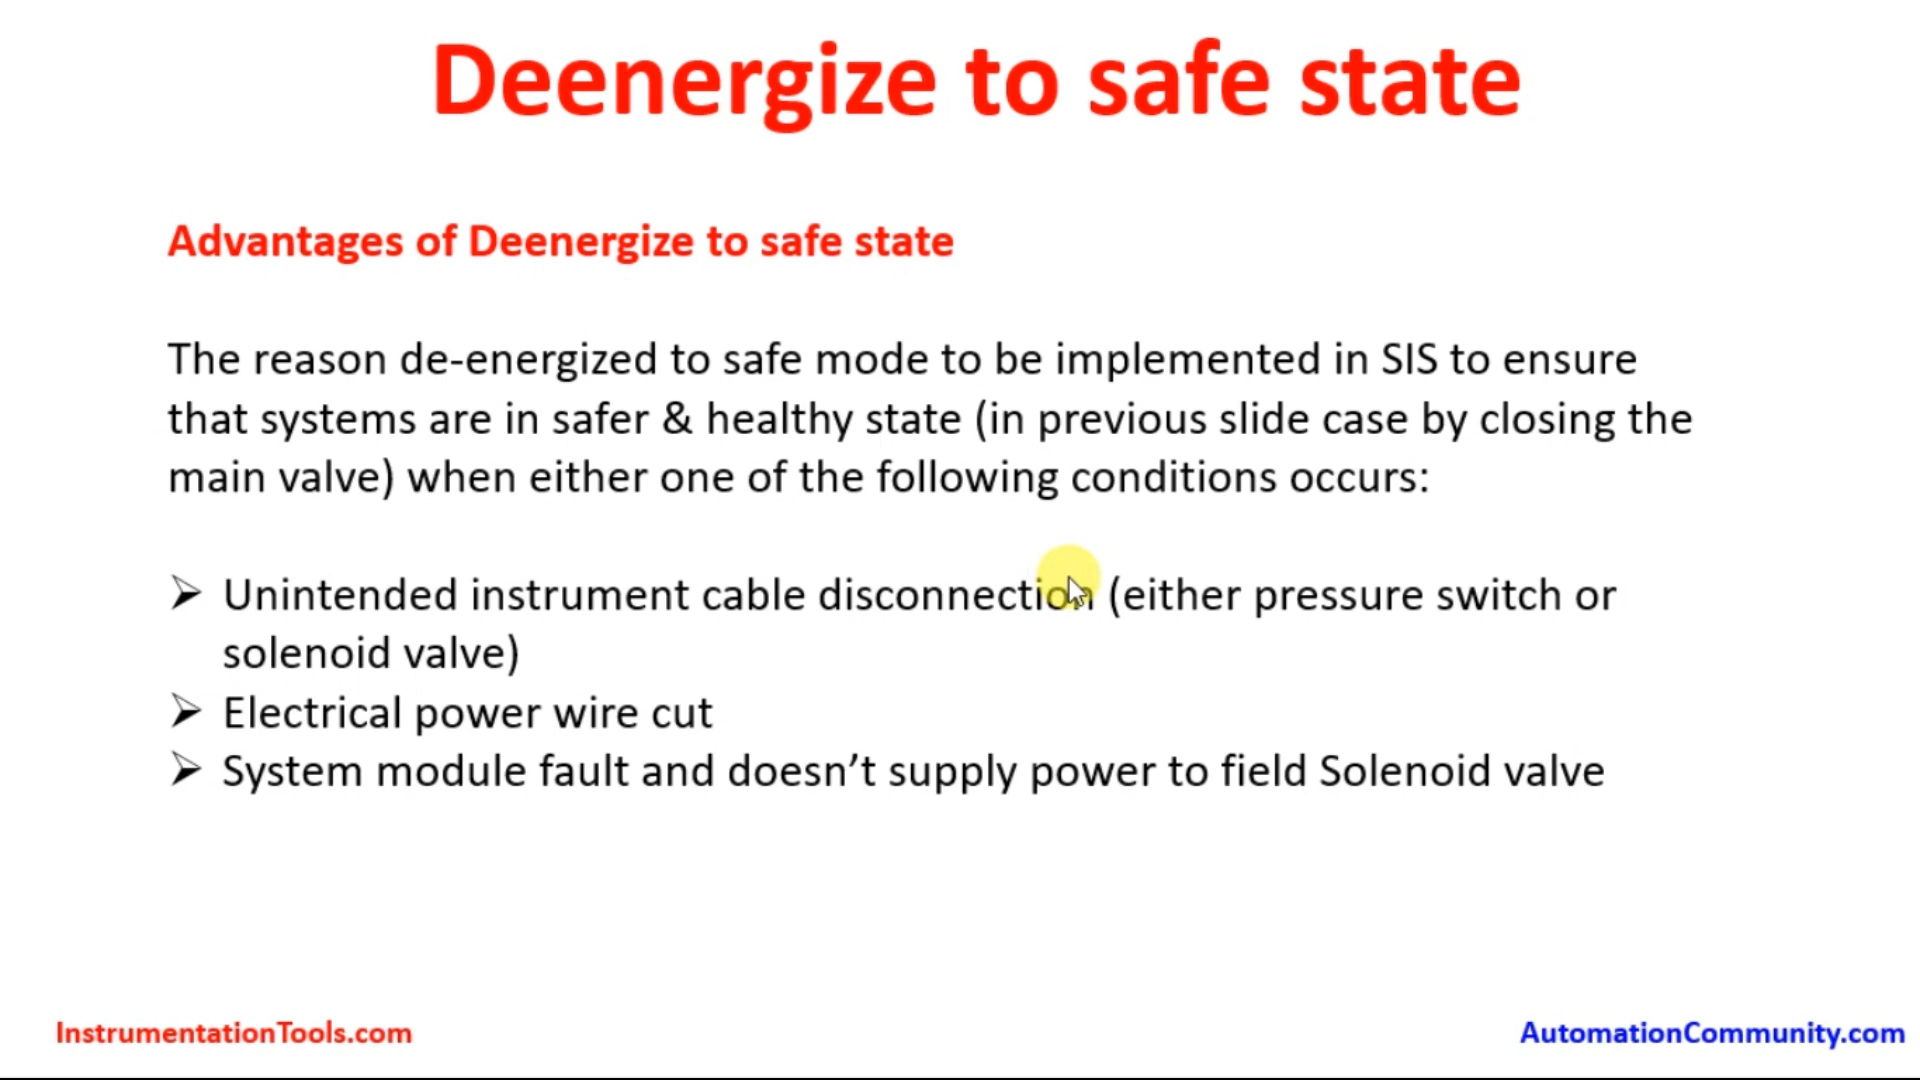 Deenergize to safe state
Advantages of Deenergize to safe state
The reason de-energized to safe mode to be implemented in SIS to ensure
that systems are in safer & healthy state (in previous slide case by closing the
main valve) when either one of the following conditions occurs:
➢ Unintended instrument cable disconnection (either pressure switch or
solenoid valve)
➢ Electrical power wire cut
➢ System module fault and doesn’t supply power to field Solenoid valve
InstrumentationTools.com
AutomationCommunity.com